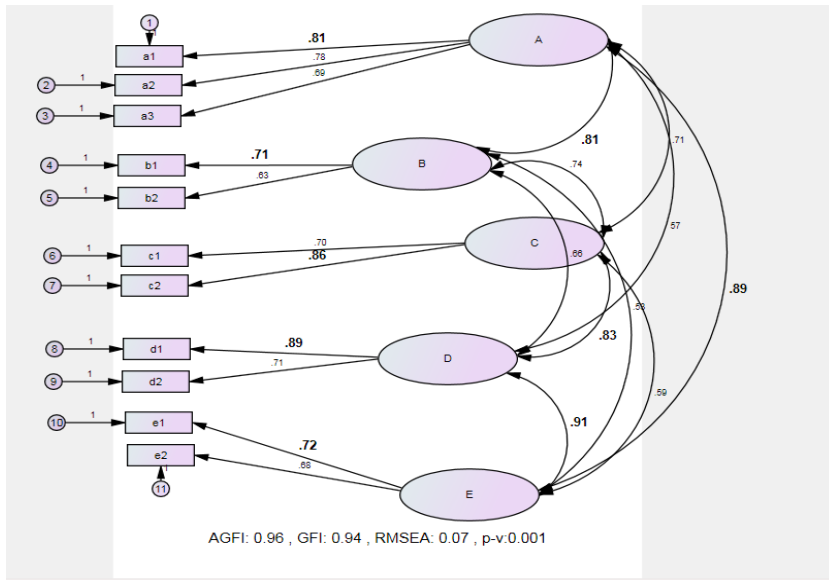 1
1
.81
A
a1
.78
2
1
a2
.69
3
1
a3
.81
.71
.71
4
1
b1
B
.74
.63
5
1
b2
.57
.70
C
6
1
c1
.86
.66
7
1
c2
.89
.58
.83
8
1
d1
.89
D
.71
9
1
d2
.59
10
1
e1
.91
.72
e2
.68
1
11
E
AGFI: 0.96 , GFI: 0.94 , RMSEA: 0.07 , p-v:0.001